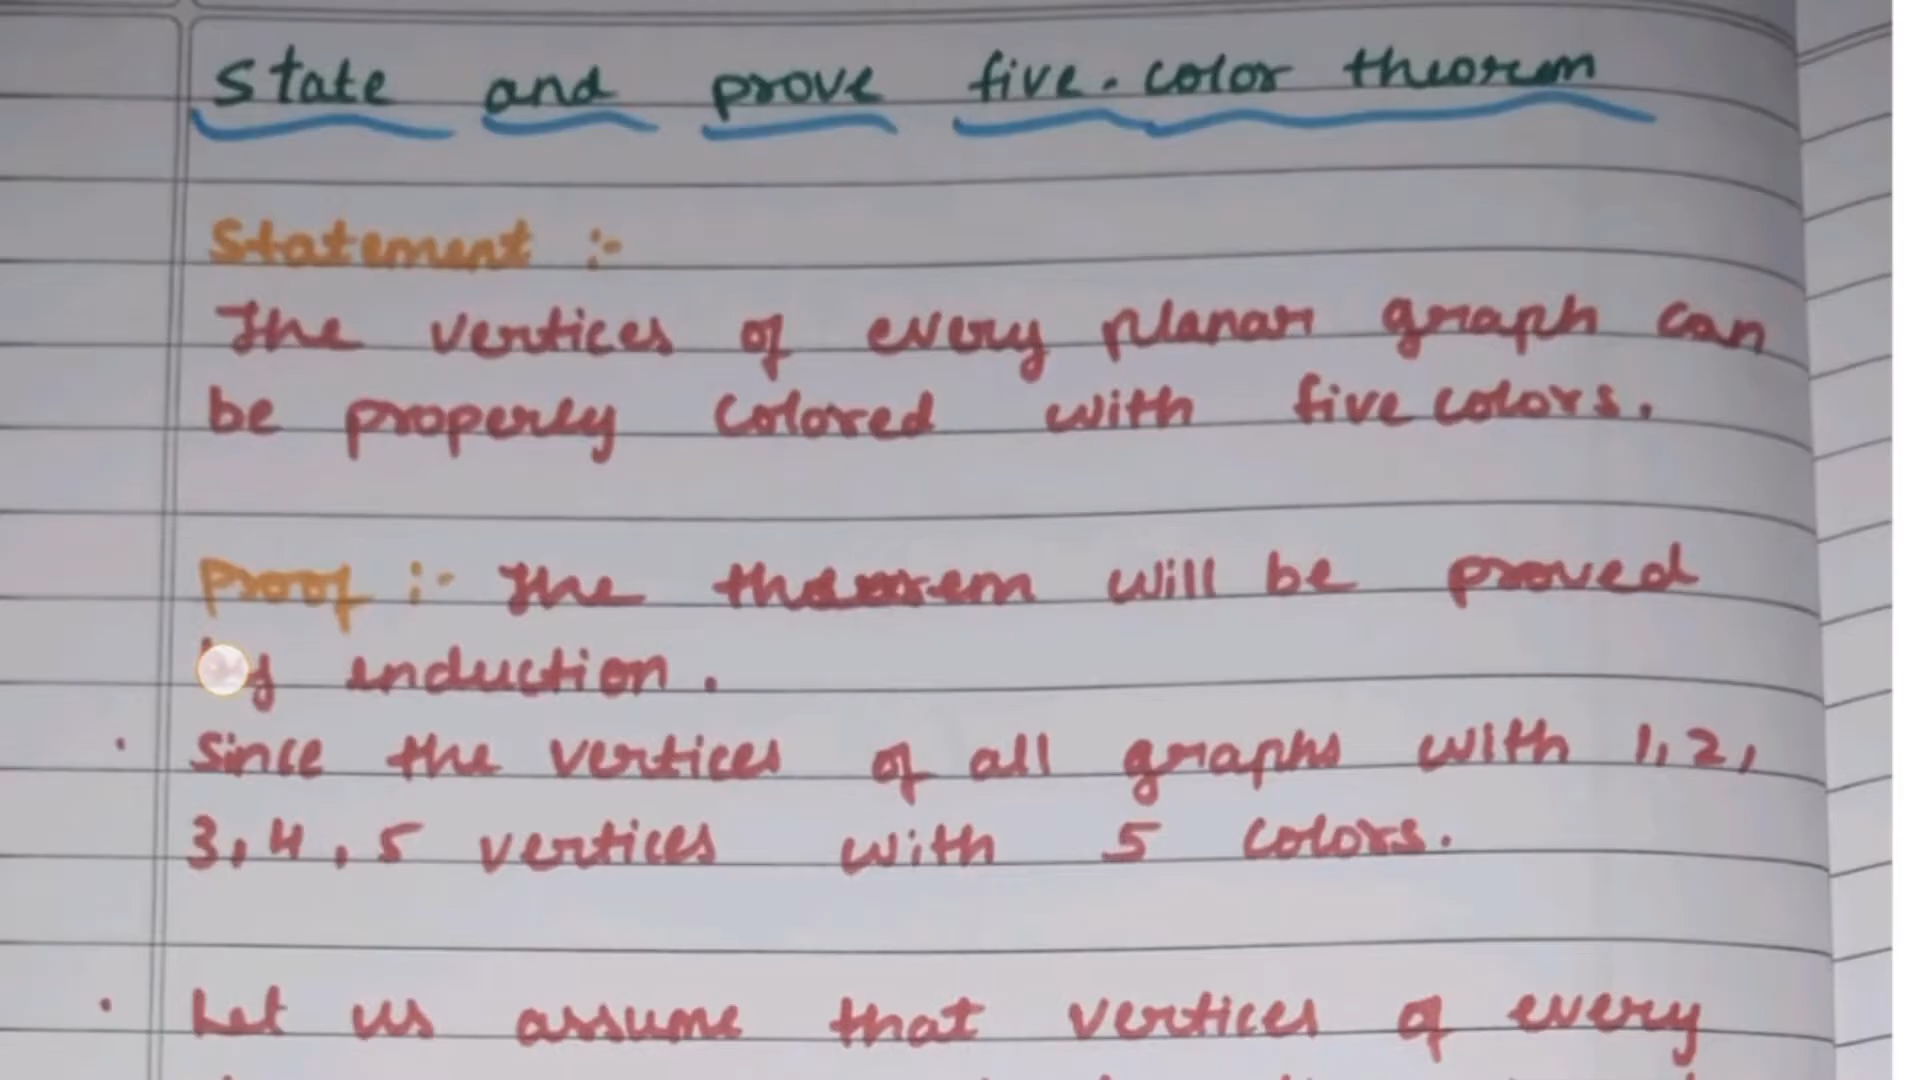 State and prove five-color theorem
Statement :-
The vertices of every planar graph can
be properly colored with five colors.
Proof :- The theorem will be proved
by induction.
Since the vertices of all graphs with 1, 2,
3, 4, 5 vertices with 5 colors.
Let us assume that vertices of every